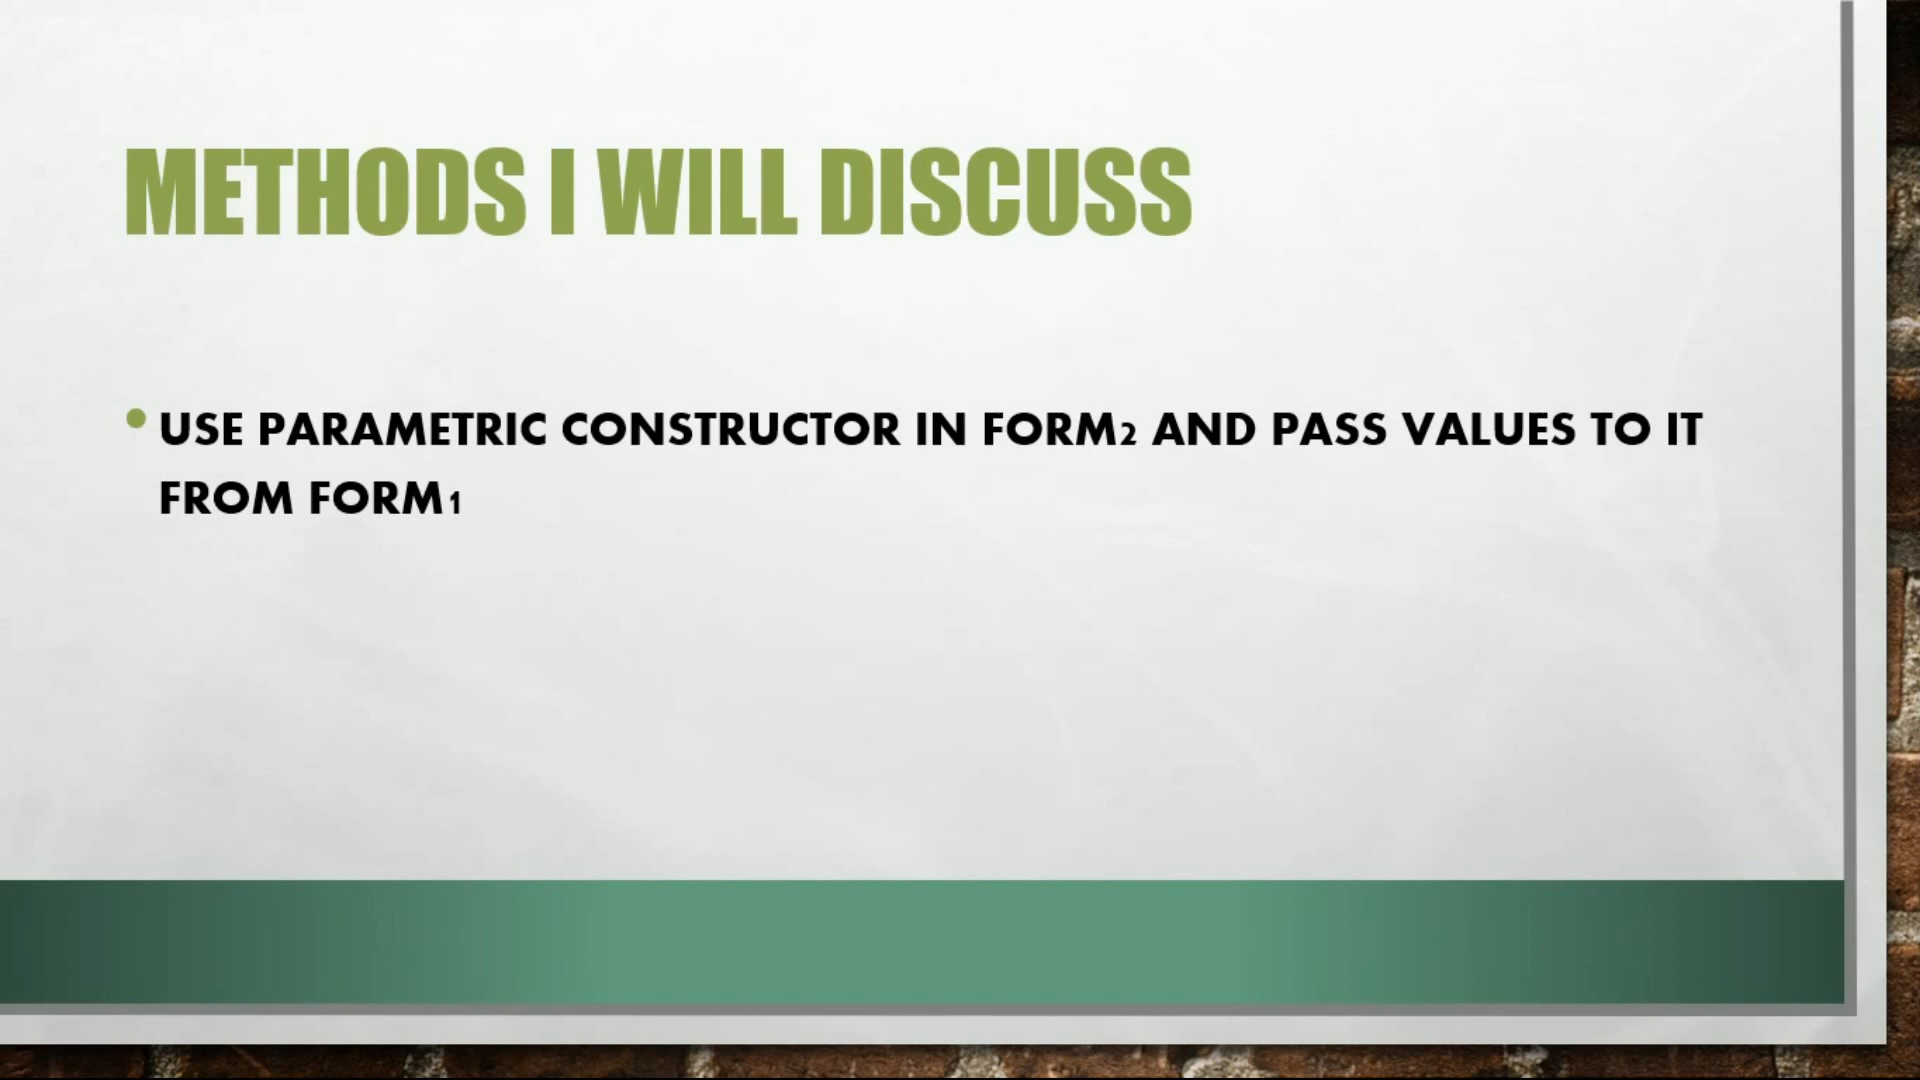 METHODS I WILL DISCUSS
• USE PARAMETRIC CONSTRUCTOR IN FORM2 AND PASS VALUES TO IT
FROM FORM1